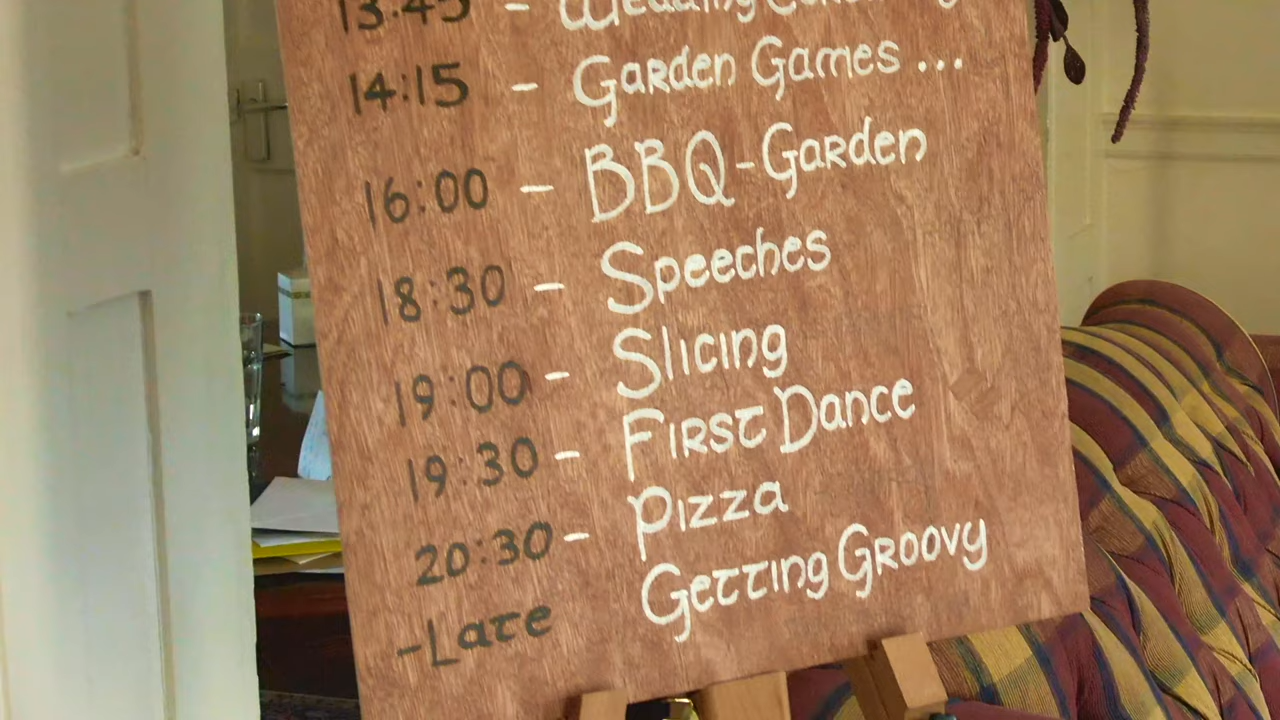 13:45 - Wedding
14:15 - Garden Games ...
16:00 - BBQ - Garden
18:30 - Speeches
19:00 - Slicing
19:30 - First Dance
20:30 - Pizza
-Late Getting Groovy